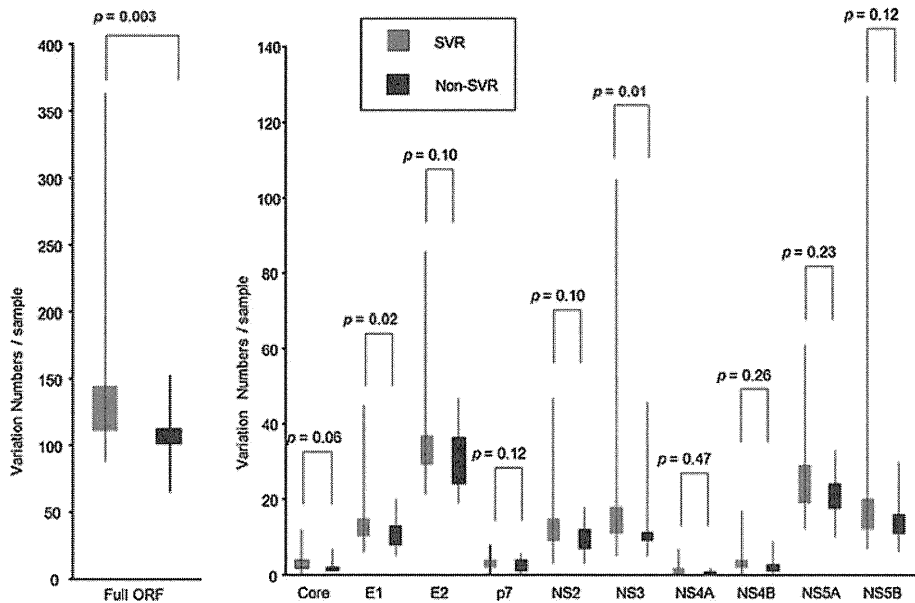 p = 0.003
400
350
300
250
200
150
100
50
0
Variation Numbers / sample
Full ORF
140
120
100
80
60
40
20
0
Variation Numbers / sample
SVR
Non-SVR
p = 0.06
p = 0.02
p = 0.10
p = 0.12
p = 0.10
p = 0.01
p = 0.47
p = 0.26
p = 0.23
p = 0.12
Core E1 E2 p7 NS2 NS3 NS4A NS4B NS5A NS5B